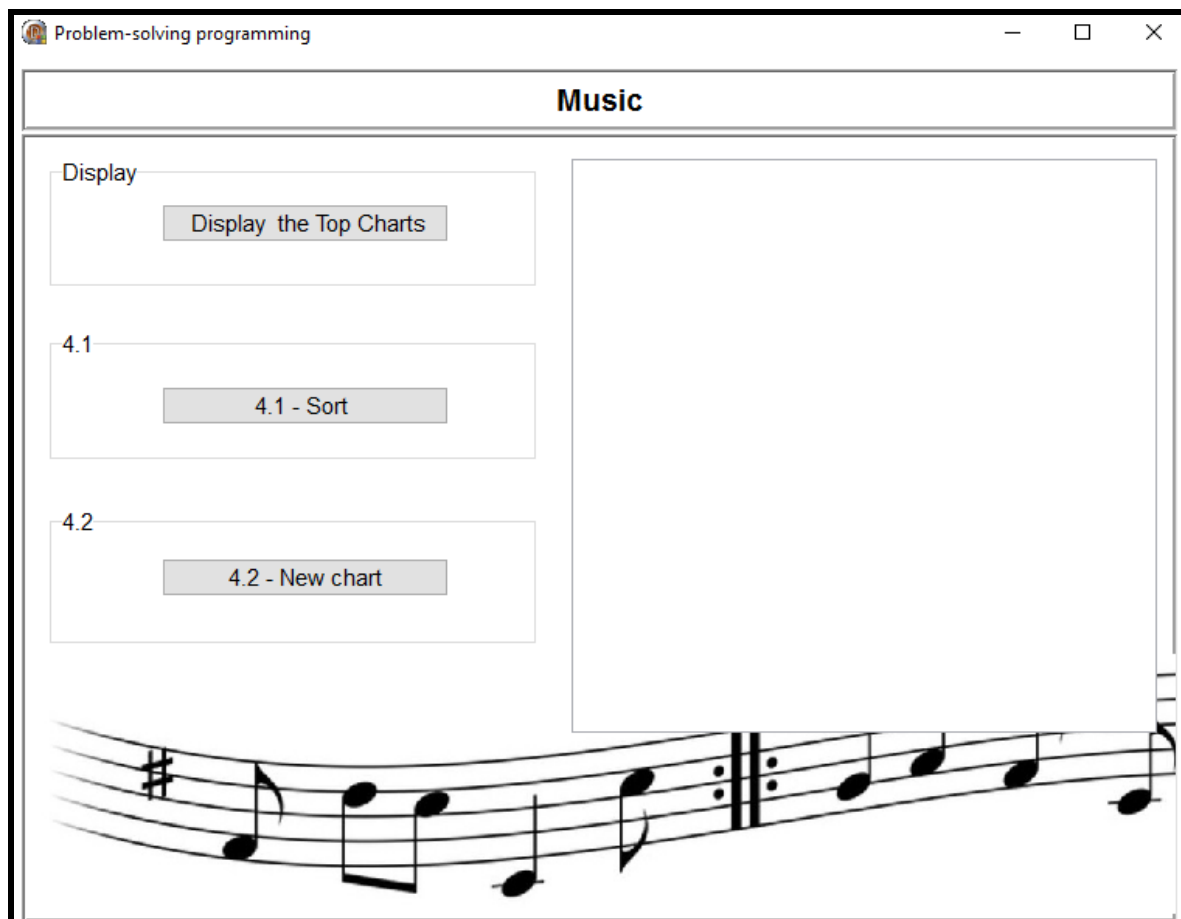 Problem-solving programming
Music
Display
Display  the Top Charts
4.1
4.1 - Sort
4.2
4.2 - New chart